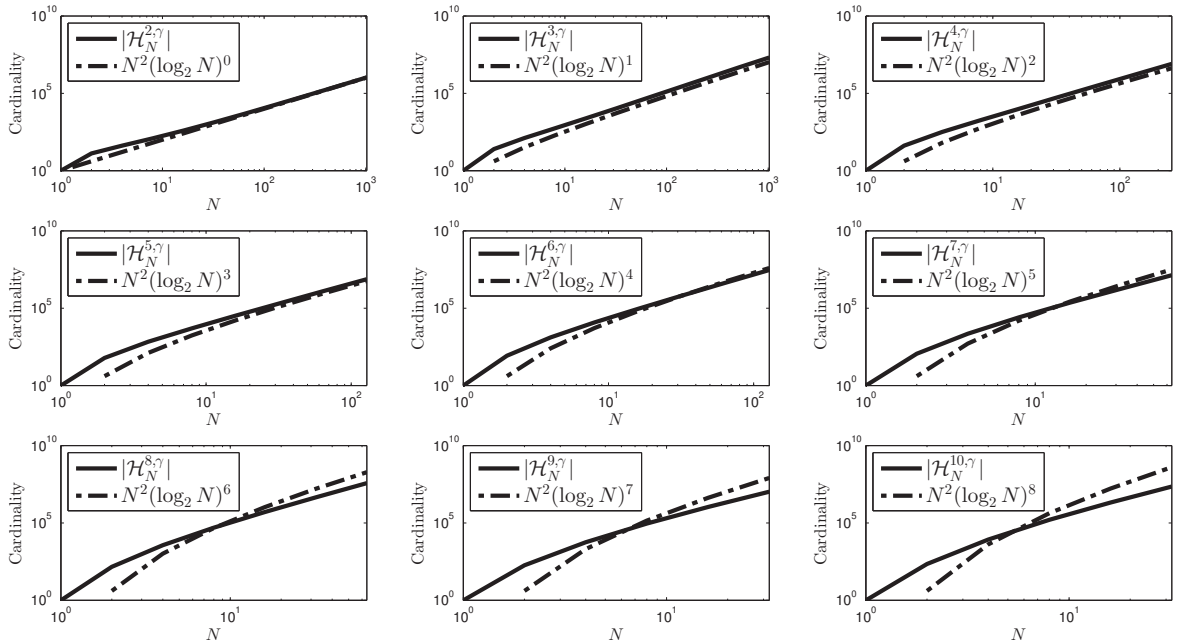 10^10
10^5
10^0
Cardinality
|ℋ_N^{2,γ}|
N^2(log_2 N)^0
10^0 10^1 10^2 10^3
N
10^10
10^5
10^0
Cardinality
|ℋ_N^{3,γ}|
N^2(log_2 N)^1
10^0 10^1 10^2 10^3
N
10^10
10^5
10^0
Cardinality
|ℋ_N^{4,γ}|
N^2(log_2 N)^2
10^0 10^1 10^2
N
10^10
10^5
10^0
Cardinality
|ℋ_N^{5,γ}|
N^2(log_2 N)^3
10^0 10^1 10^2
N
10^10
10^5
10^0
Cardinality
|ℋ_N^{6,γ}|
N^2(log_2 N)^4
10^0 10^1 10^2
N
10^10
10^5
10^0
Cardinality
|ℋ_N^{7,γ}|
N^2(log_2 N)^5
10^0 10^1
N
10^10
10^5
10^0
Cardinality
|ℋ_N^{8,γ}|
N^2(log_2 N)^6
10^0 10^1
N
10^10
10^5
10^0
Cardinality
|ℋ_N^{9,γ}|
N^2(log_2 N)^7
10^0 10^1
N
10^10
10^5
10^0
Cardinality
|ℋ_N^{10,γ}|
N^2(log_2 N)^8
10^0 10^1
N